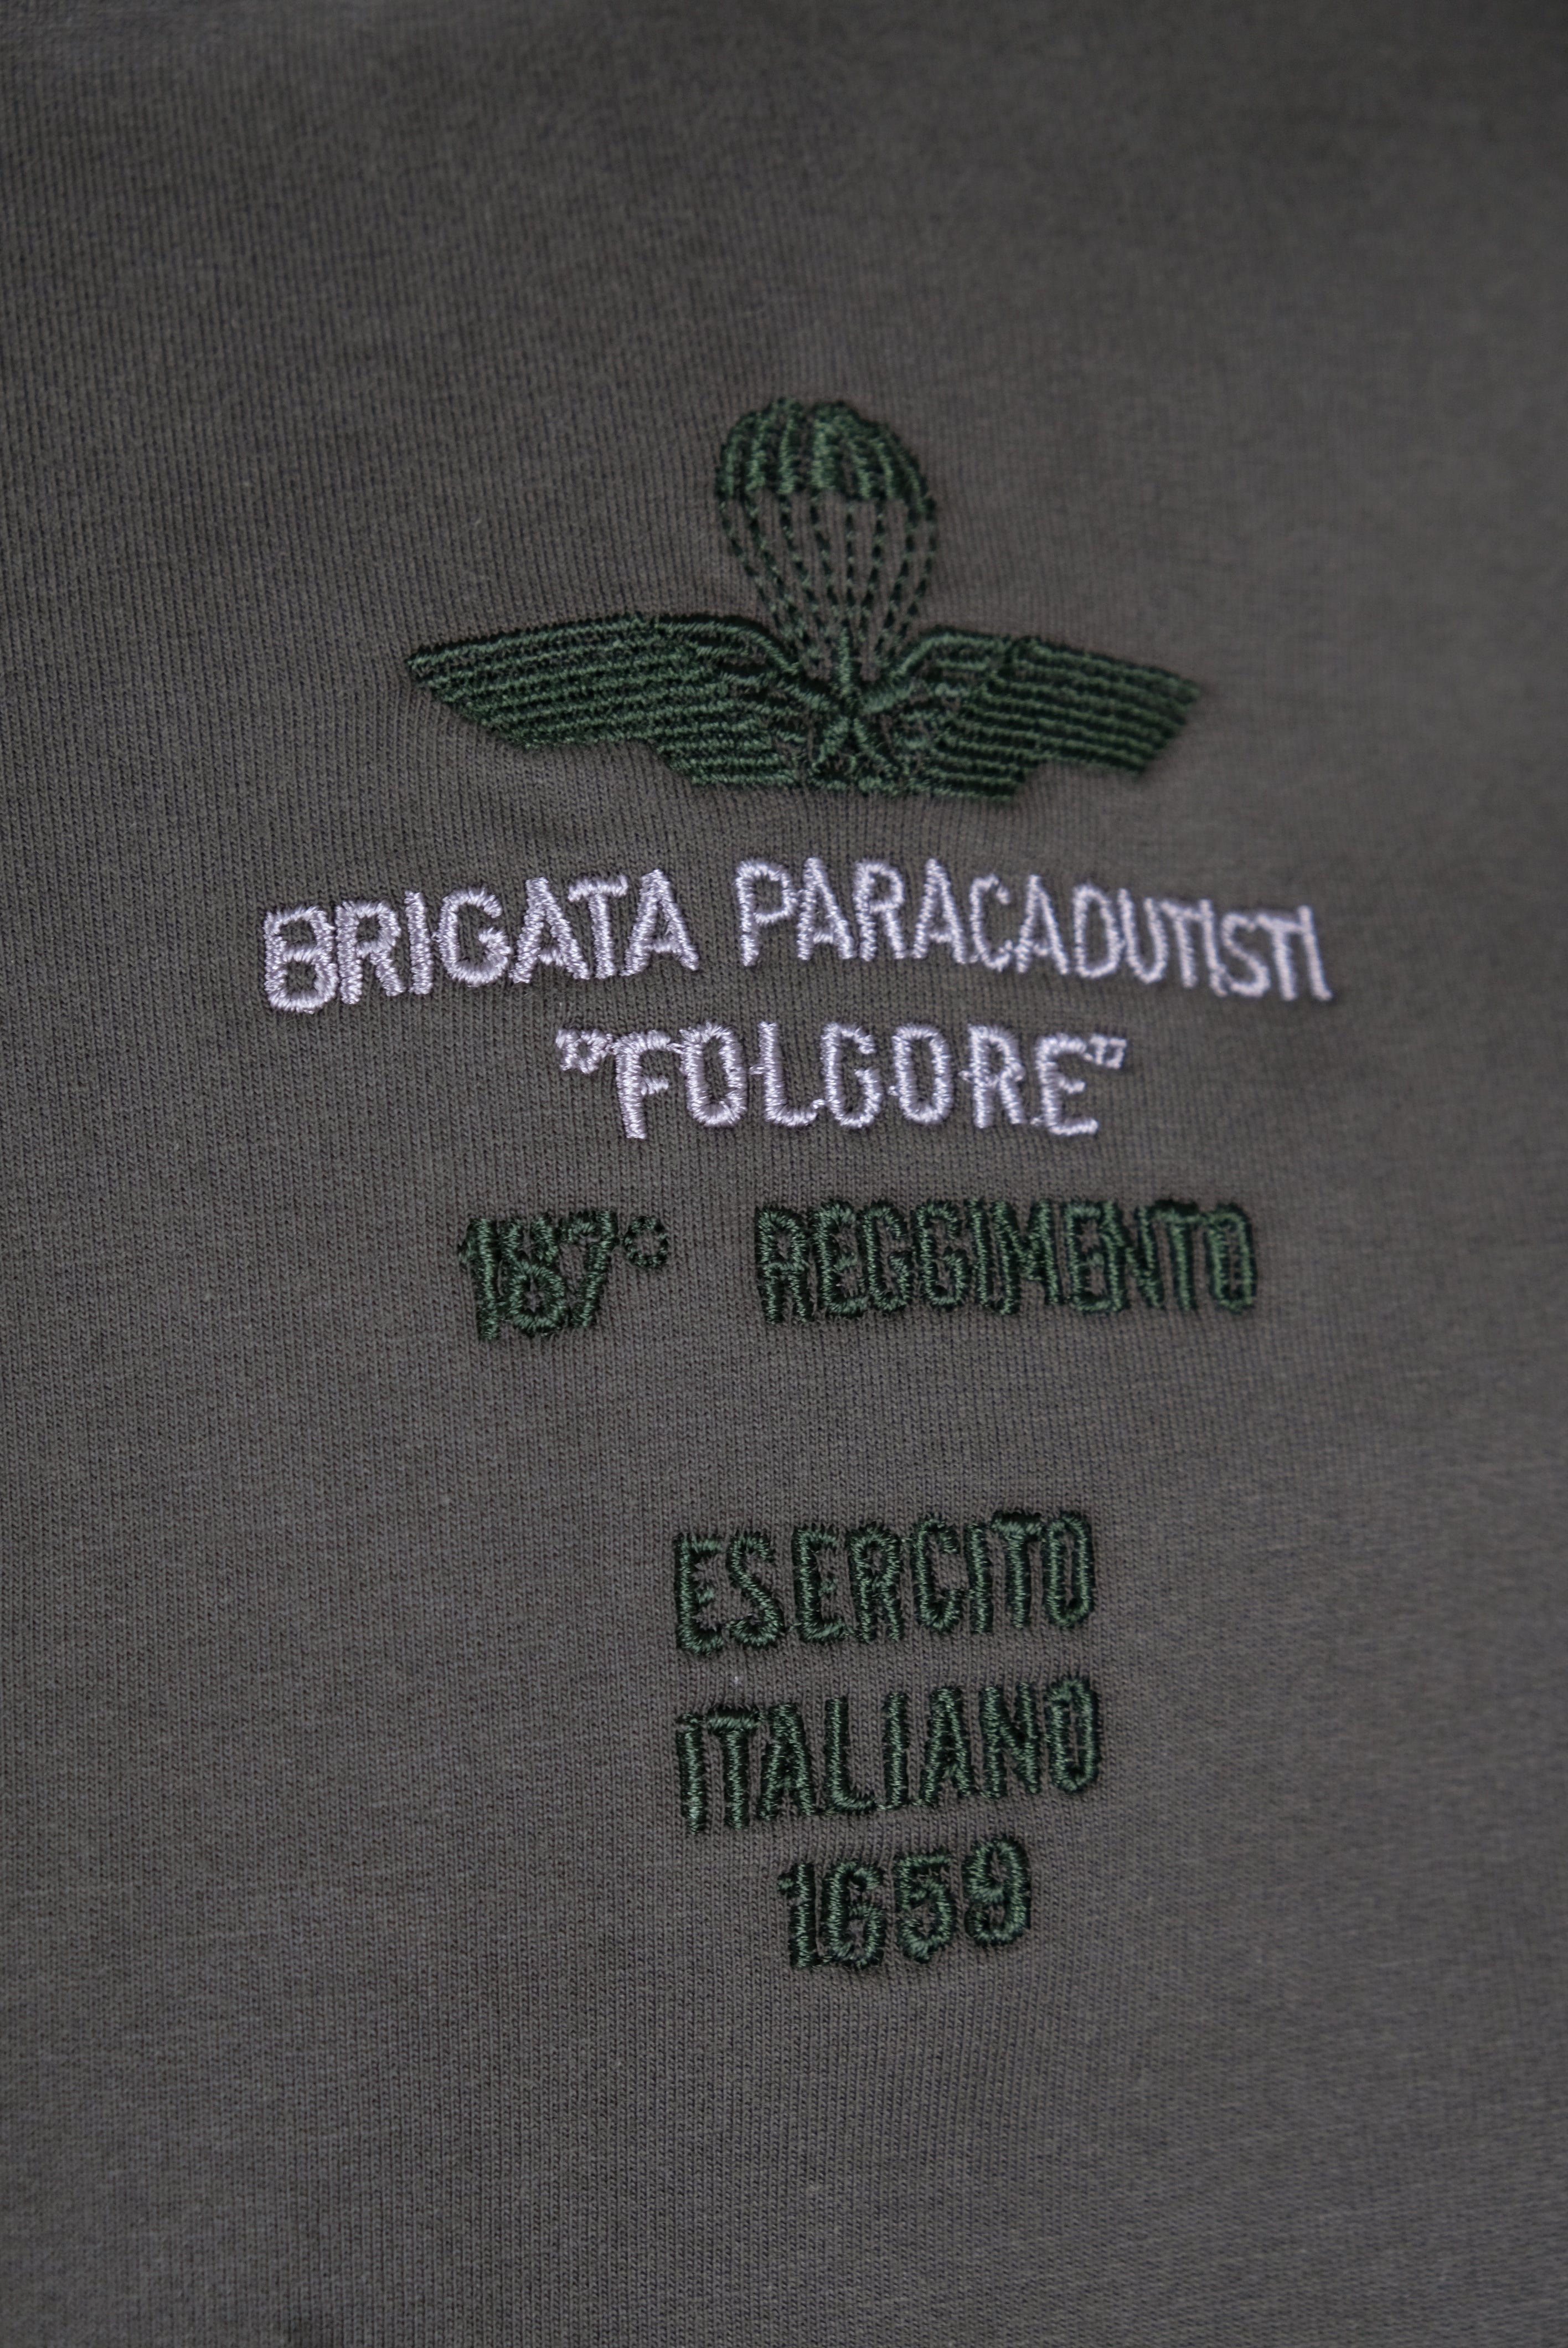 BRIGATA PARACADUTISTI
"FOLGORE"
187° REGGIMENTO
ESERCITO
ITALIANO
1659